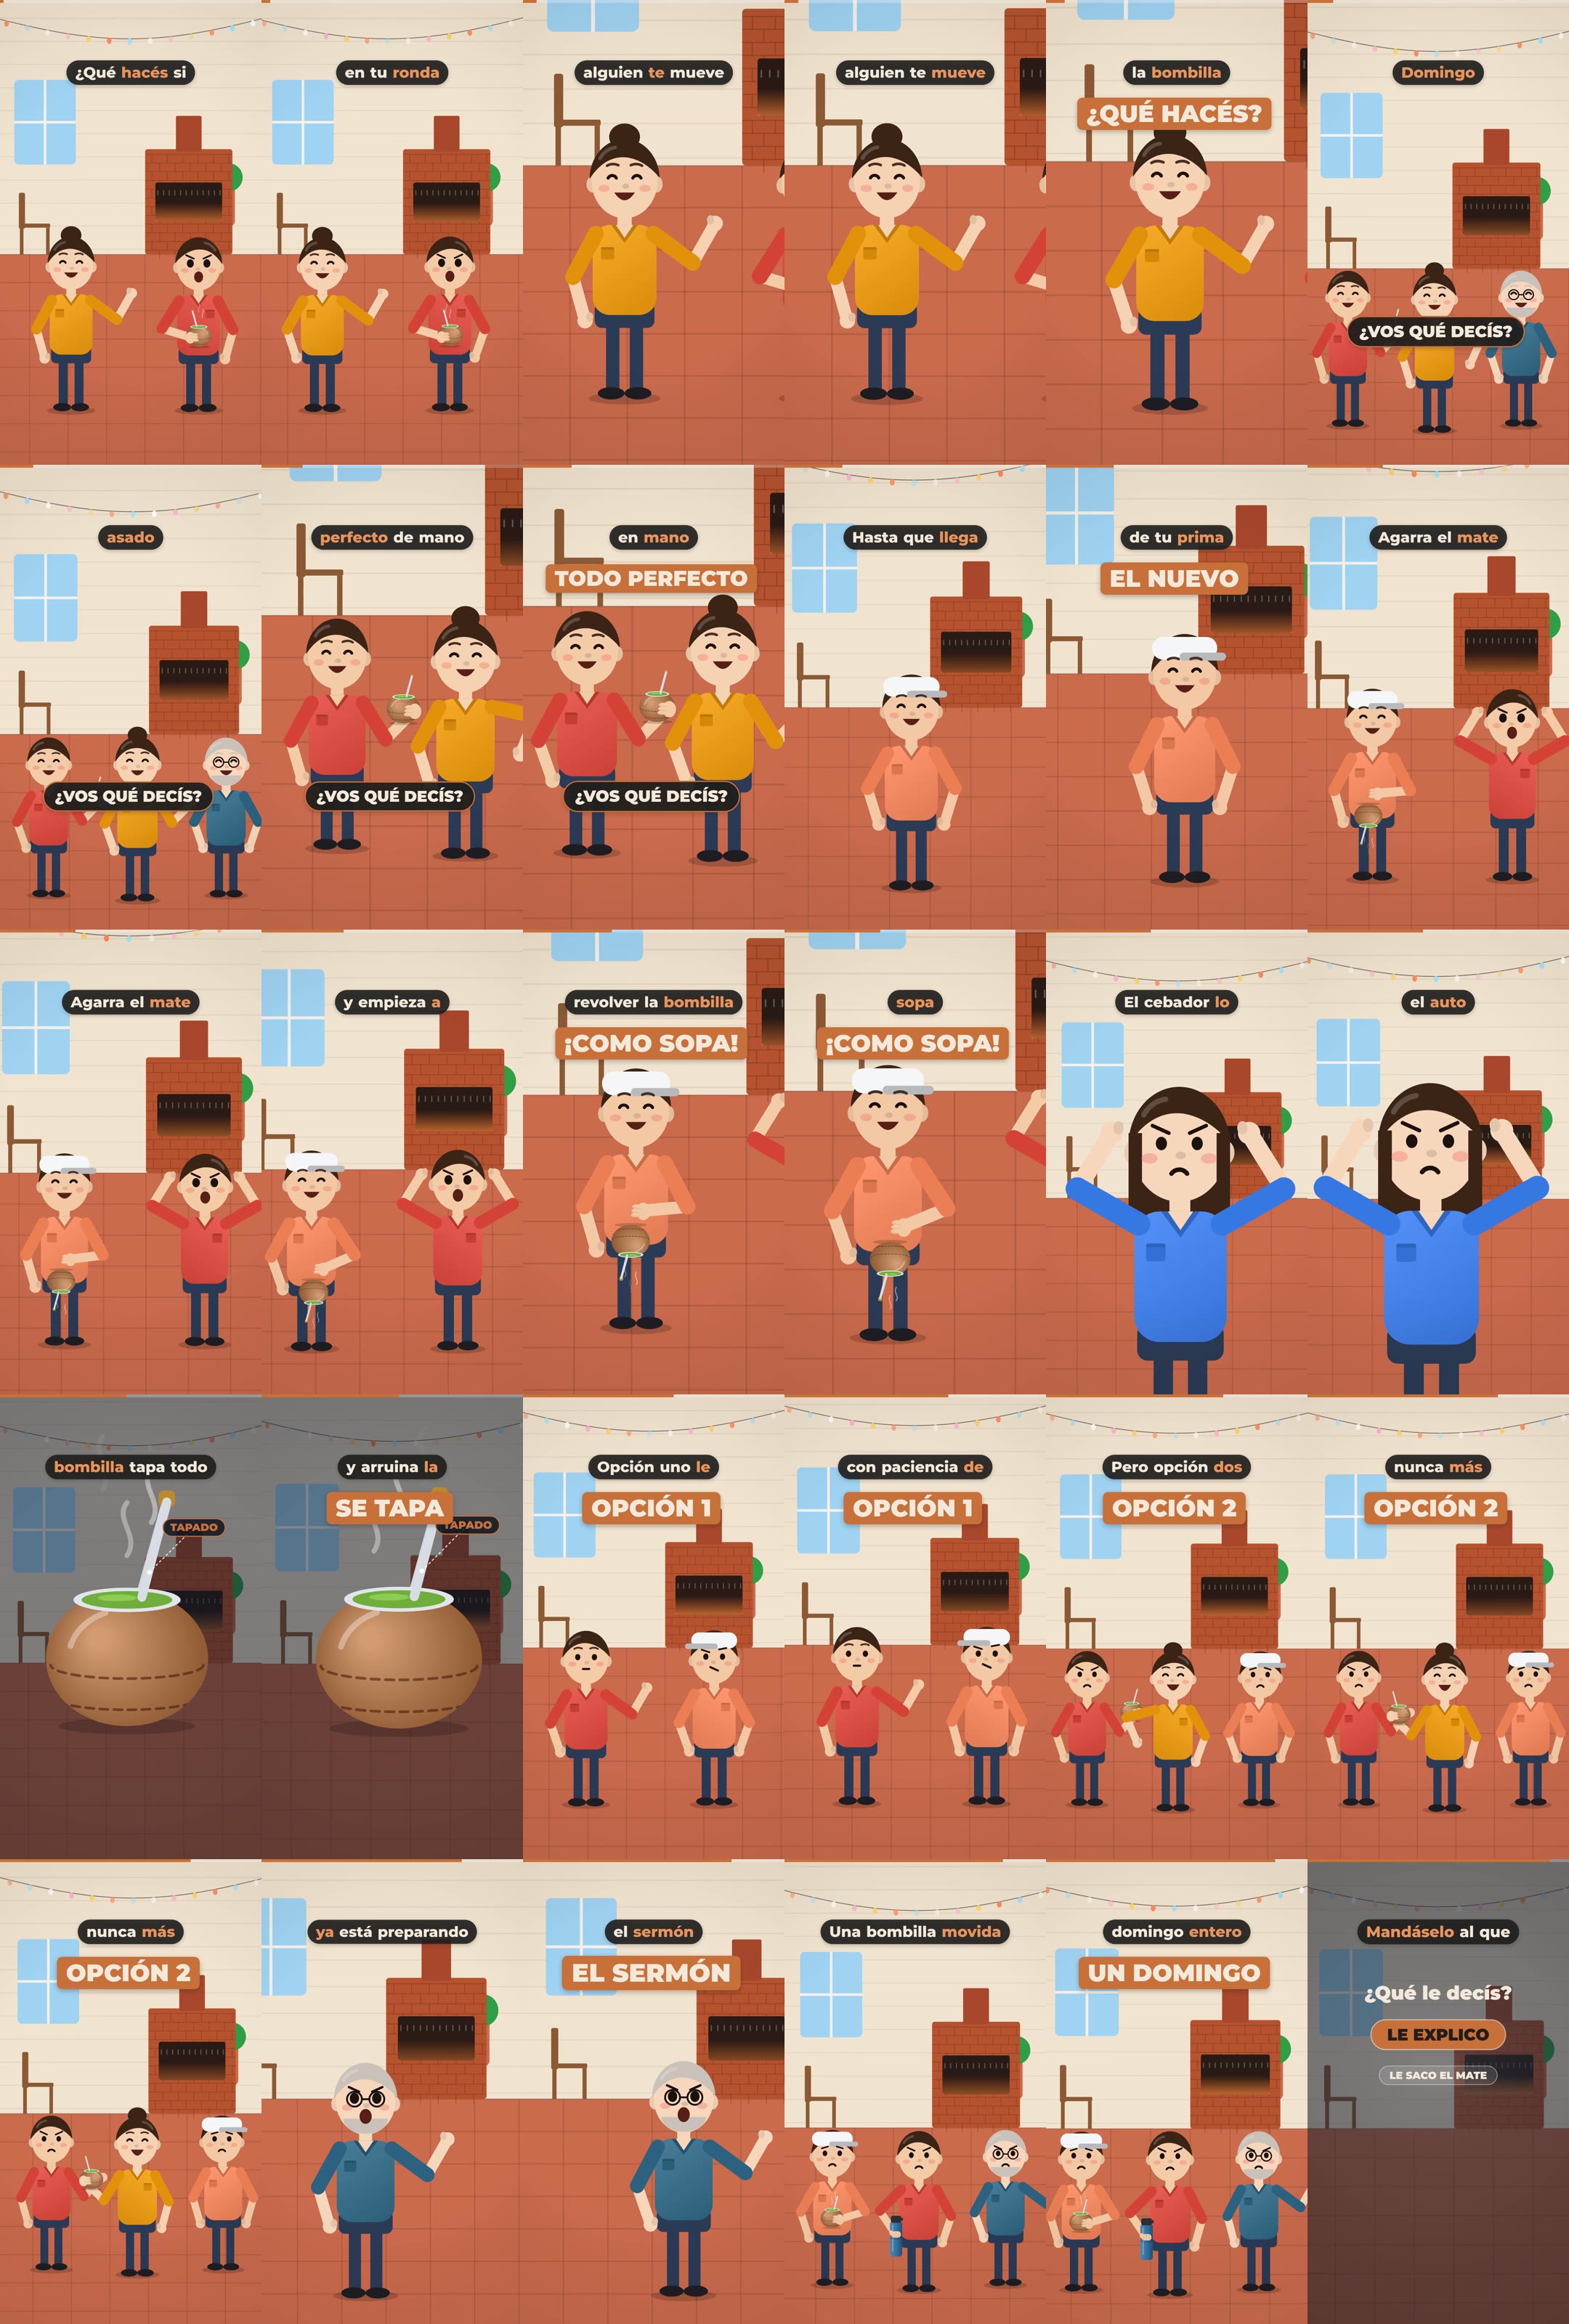 ¿Qué hacés si
en tu ronda
alguien te mueve
alguien te mueve
la bombilla
¿QUÉ HACÉS?
Domingo
¿VOS QUÉ DECÍS?
asado
¿VOS QUÉ DECÍS?
perfecto de mano
¿VOS QUÉ DECÍS?
en mano
TODO PERFECTO
¿VOS QUÉ DECÍS?
Hasta que llega
de tu prima
EL NUEVO
Agarra el mate
Agarra el mate
y empieza a
revolver la bombilla
¡COMO SOPA!
sopa
¡COMO SOPA!
El cebador lo
el auto
bombilla tapa todo
TAPADO
y arruina la
SE TAPA
TAPADO
Opción uno le
OPCIÓN 1
con paciencia de
OPCIÓN 1
Pero opción dos
OPCIÓN 2
nunca más
OPCIÓN 2
nunca más
OPCIÓN 2
ya está preparando
el sermón
EL SERMÓN
Una bombilla movida
domingo entero
UN DOMINGO
Mandáselo al que
¿Qué le decís?
LE EXPLICO
LE SACO EL MATE